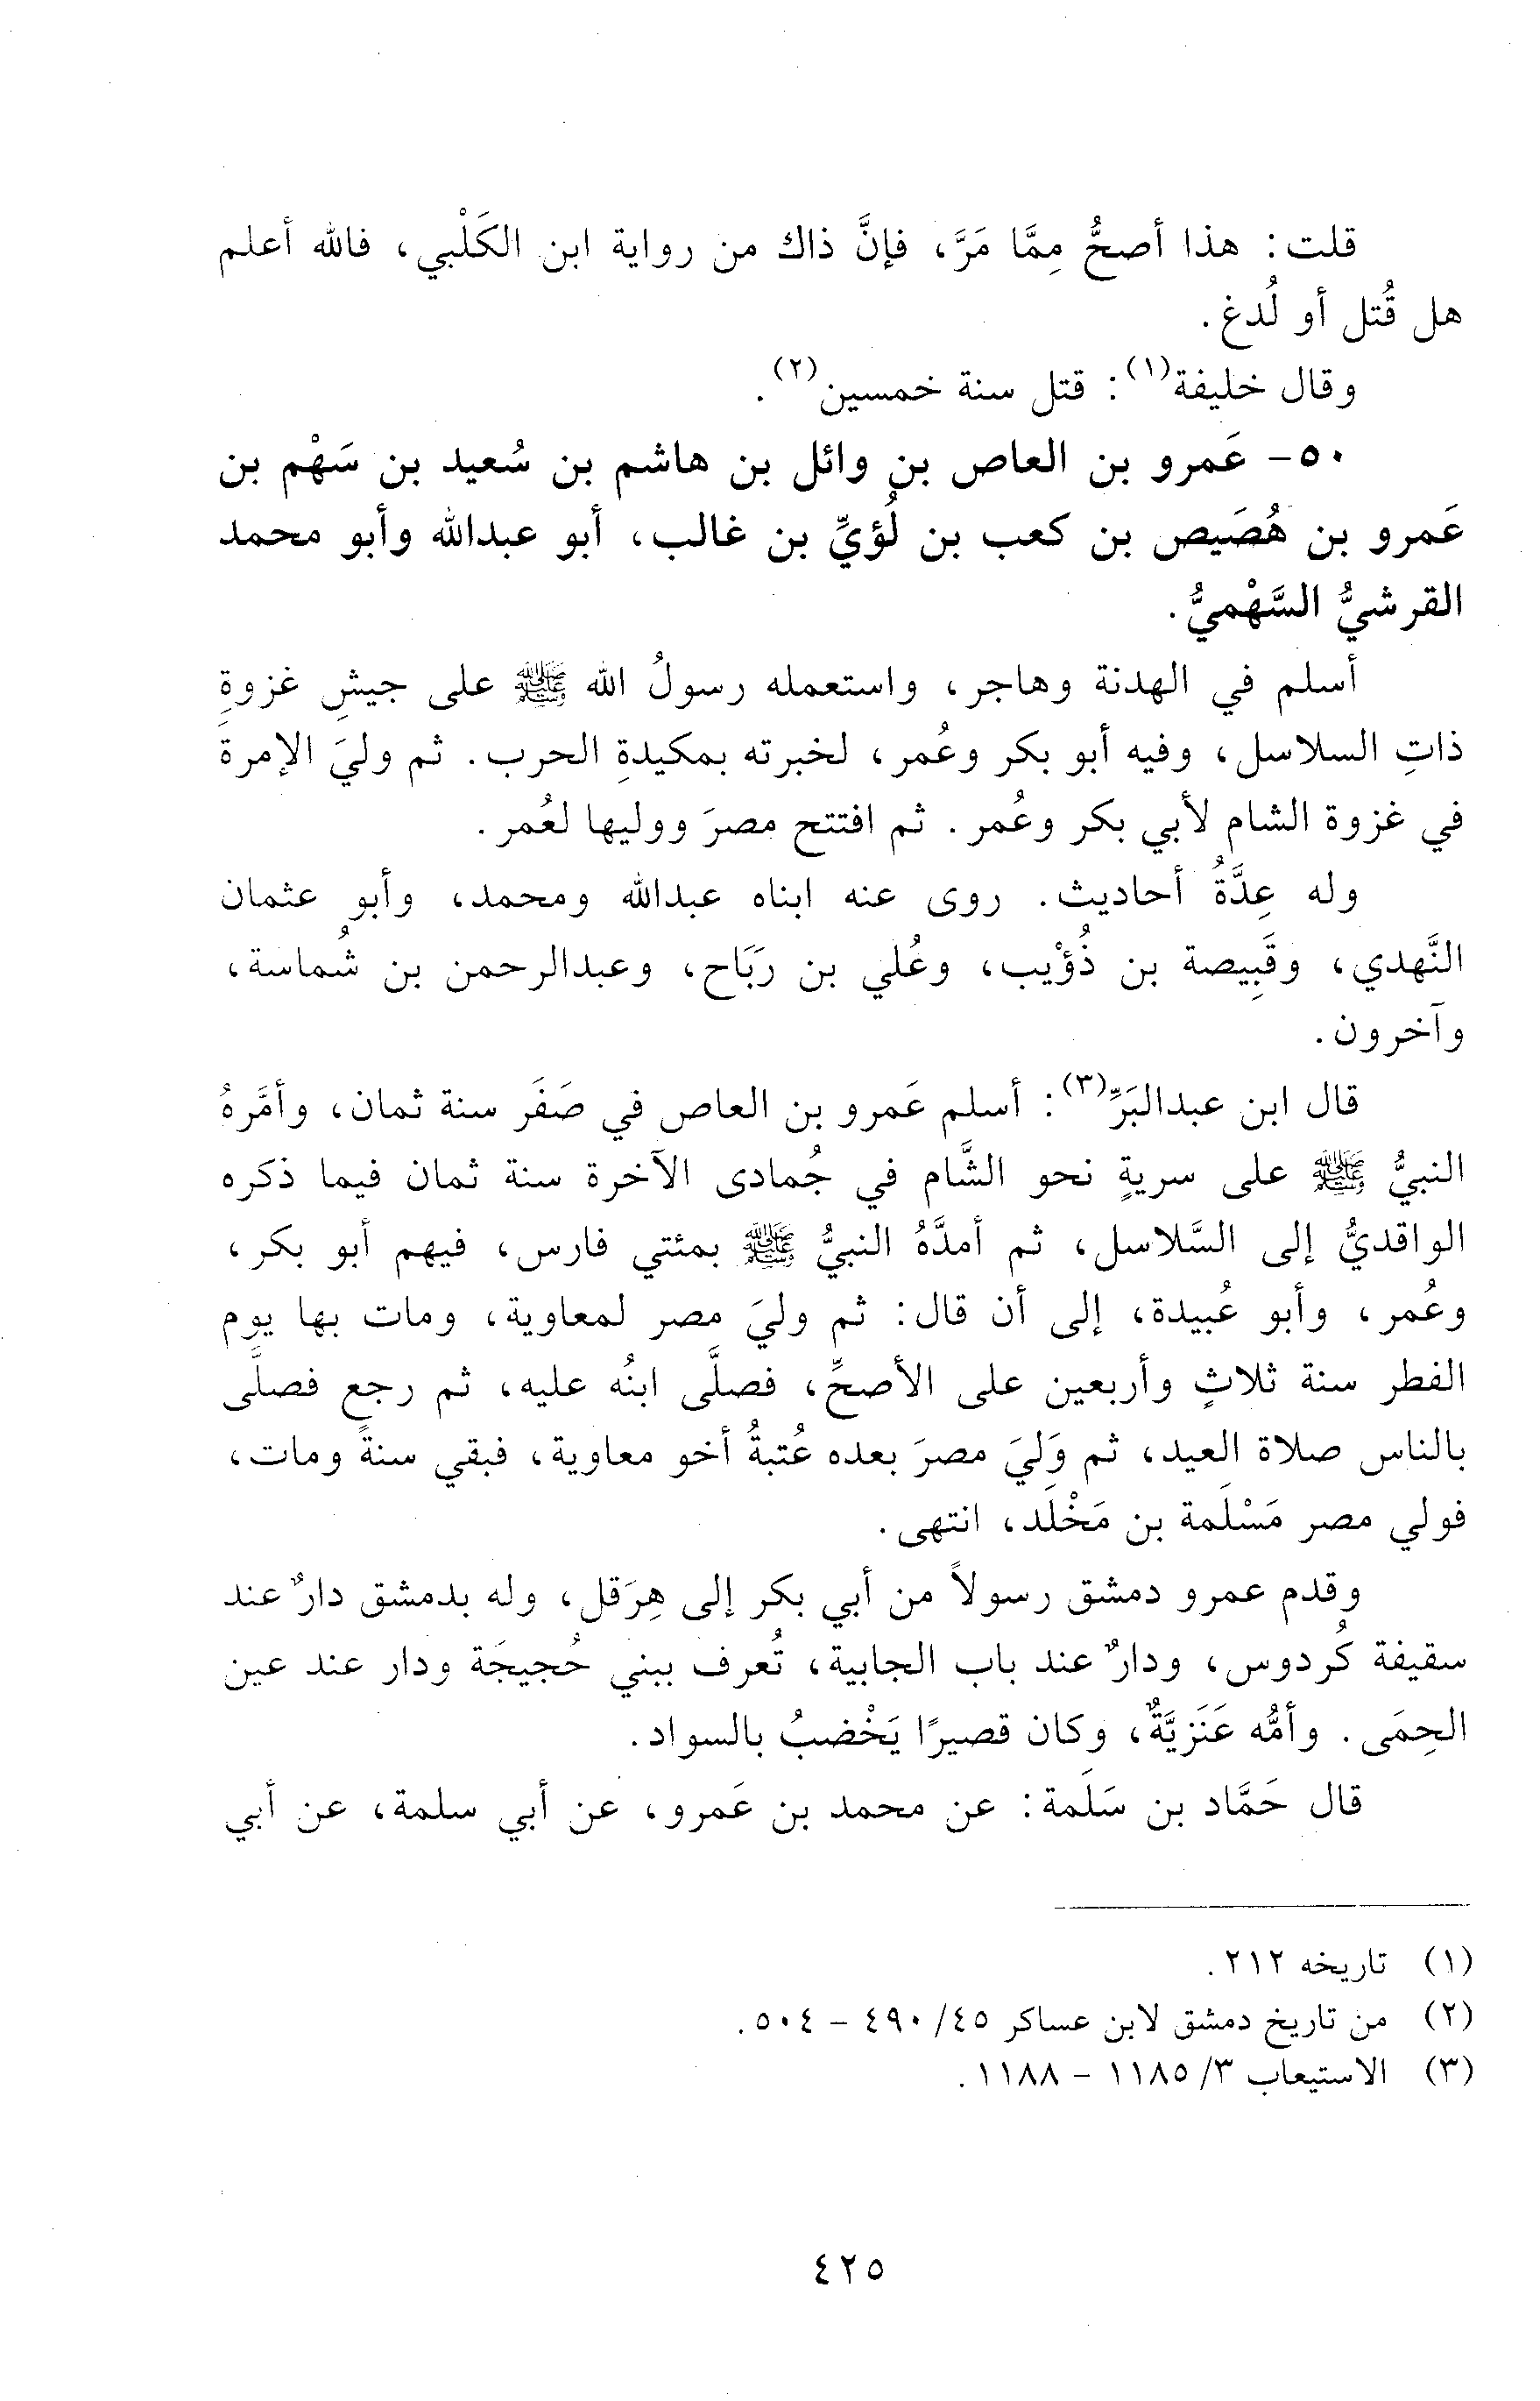 قلت: هذا أصحُّ مِمَّا مَرَّ، فإنَّ ذاك من رواية ابن الكَلْبي، فالله أعلم
هل قُتل أو لُدغ.
وقال خليفة(١): قتل سنة خمسين(٢).
٥٠- عَمرو بن العاص بن وائل بن هاشم بن سُعيد بن سَهْم بن
عَمرو بن هُصَيص بن كعب بن لُؤيِّ بن غالب، أبو عبدالله وأبو محمد
القرشيُّ السَّهْميُّ.
أسلم في الهدنة وهاجر، واستعمله رسولُ الله ﷺ على جيشِ غزوةِ
ذاتِ السلاسل، وفيه أبو بكر وعُمر، لخبرته بمكيدةِ الحرب. ثم وليَ الإمرةَ
في غزوة الشام لأبي بكر وعُمر. ثم افتتح مصرَ ووليها لعُمر.
وله عِدَّةُ أحاديث. روى عنه ابناه عبدالله ومحمد، وأبو عثمان
النَّهدي، وقَبِيصة بن ذُؤْيب، وعُلي بن رَبَاح، وعبدالرحمن بن شُماسة،
وآخرون.
قال ابن عبدالبَرِّ(٣): أسلم عَمرو بن العاص في صَفَر سنة ثمان، وأمَّرهُ
النبيُّ ﷺ على سريةٍ نحو الشَّام في جُمادى الآخرة سنة ثمان فيما ذكره
الواقديُّ إلى السَّلاسل، ثم أمدَّهُ النبيُّ ﷺ بمئتي فارس، فيهم أبو بكر،
وعُمر، وأبو عُبيدة، إلى أن قال: ثم وليَ مصر لمعاوية، ومات بها يوم
الفطر سنة ثلاثٍ وأربعين على الأصحِّ، فصلَّى ابنُه عليه، ثم رجع فصلَّى
بالناس صلاة العيد، ثم وَلِيَ مصرَ بعده عُتبةُ أخو معاوية، فبقي سنةً ومات،
فولي مصر مَسْلَمة بن مَخْلَد، انتهى.
وقدم عمرو دمشق رسولاً من أبي بكر إلى هِرَقل، وله بدمشق دارٌ عند
سقيفة كُردوس، ودارٌ عند باب الجابية، تُعرف ببني حُجيجَة ودار عند عين
الحِمَى. وأمُّه عَنَزِيَّةٌ، وكان قصيرًا يَخْضبُ بالسواد.
قال حَمَّاد بن سَلَمة: عن محمد بن عَمرو، عن أبي سلمة، عن أبي
(١) تاريخه ٢١٢.
(٢) من تاريخ دمشق لابن عساكر ٤٥/ ٤٩٠ – ٥٠٤.
(٣) الاستيعاب ٣/ ١١٨٥ – ١١٨٨.
٤٢٥